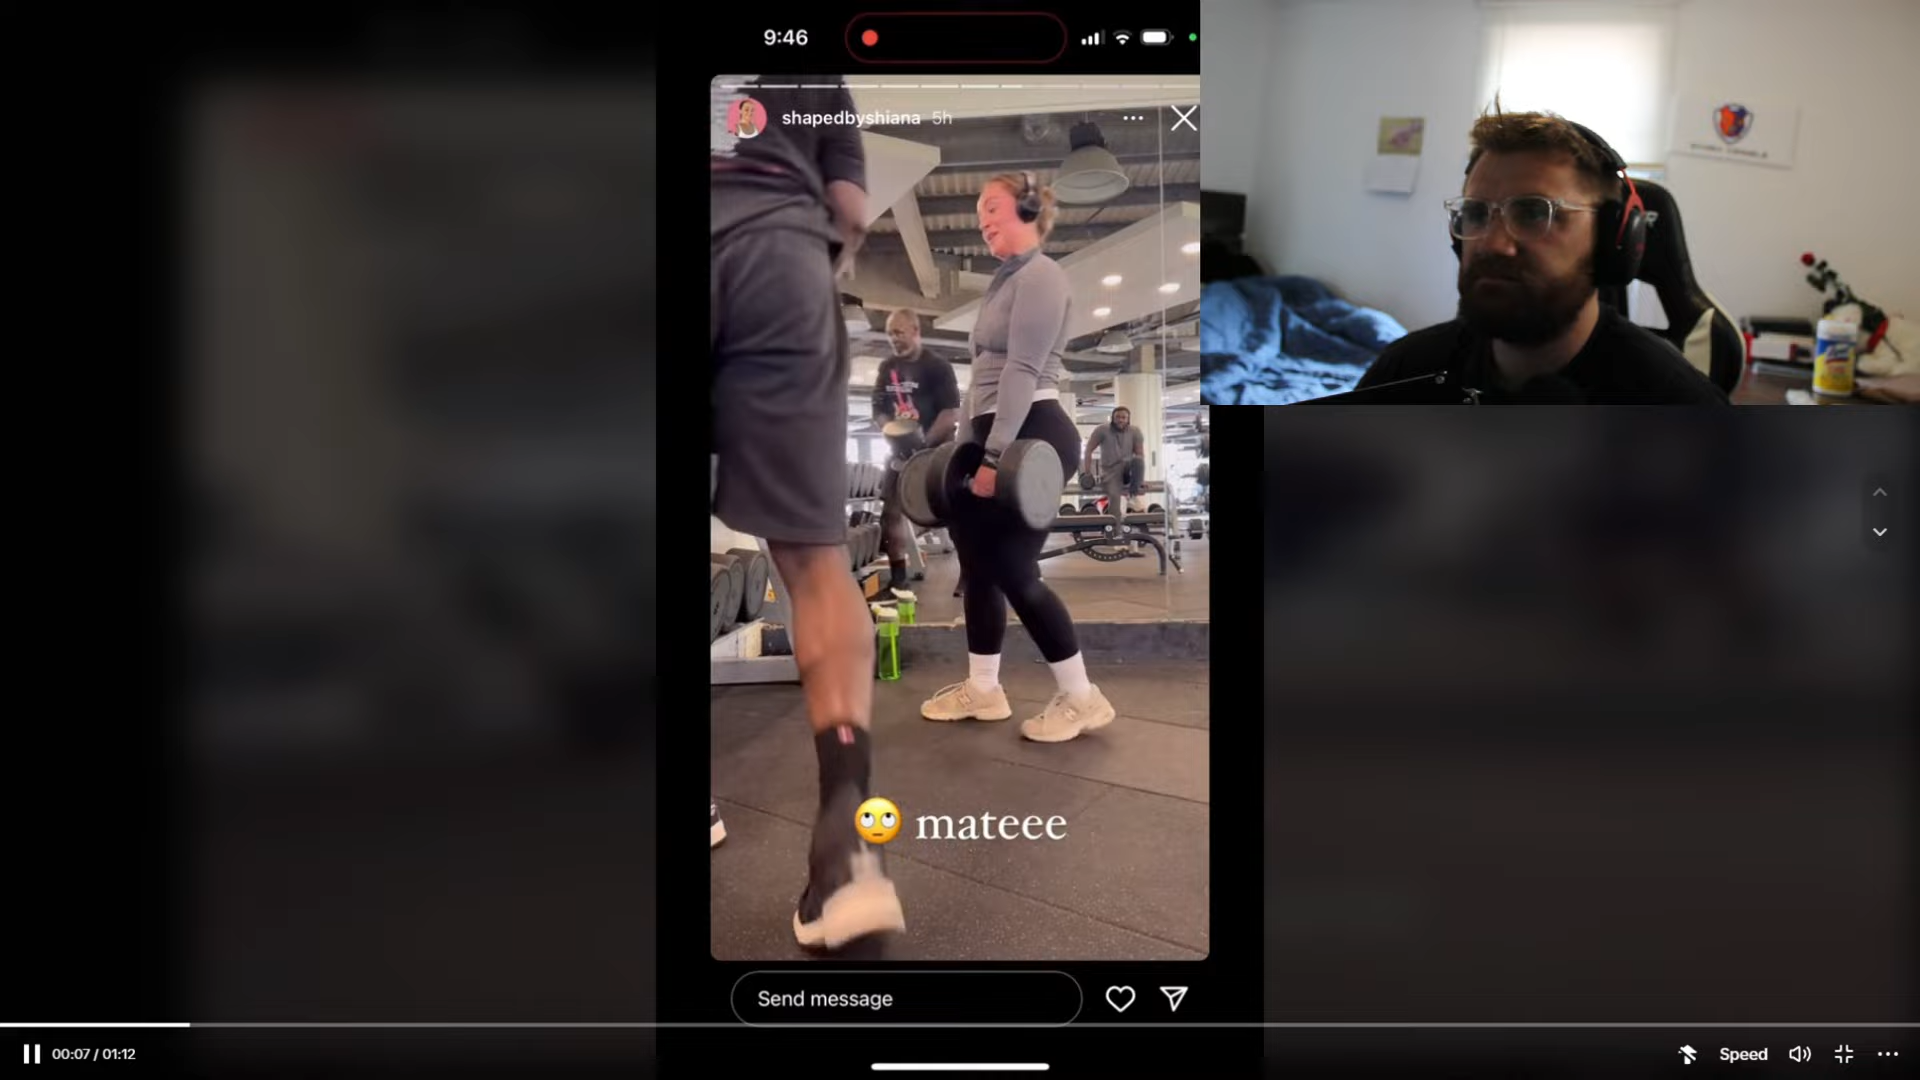 9:46
shapedbyshiana 5h
🙄 mateee
Send message
00:07 / 01:12
Speed